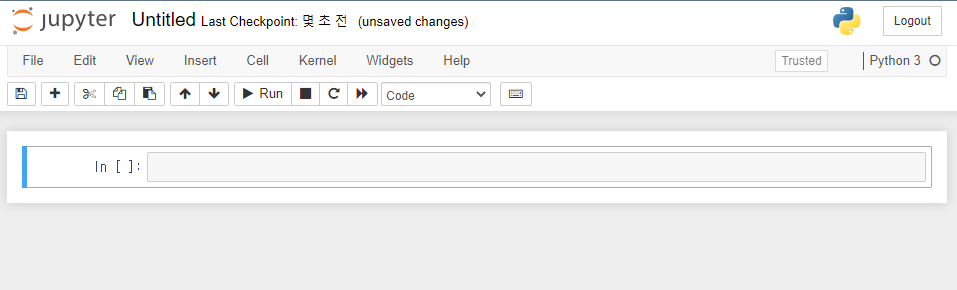 jupyter Untitled Last Checkpoint: 몇 초 전 (unsaved changes) Logout
File Edit View Insert Cell Kernel Widgets Help Trusted Python 3
Run Code
In [ ]: